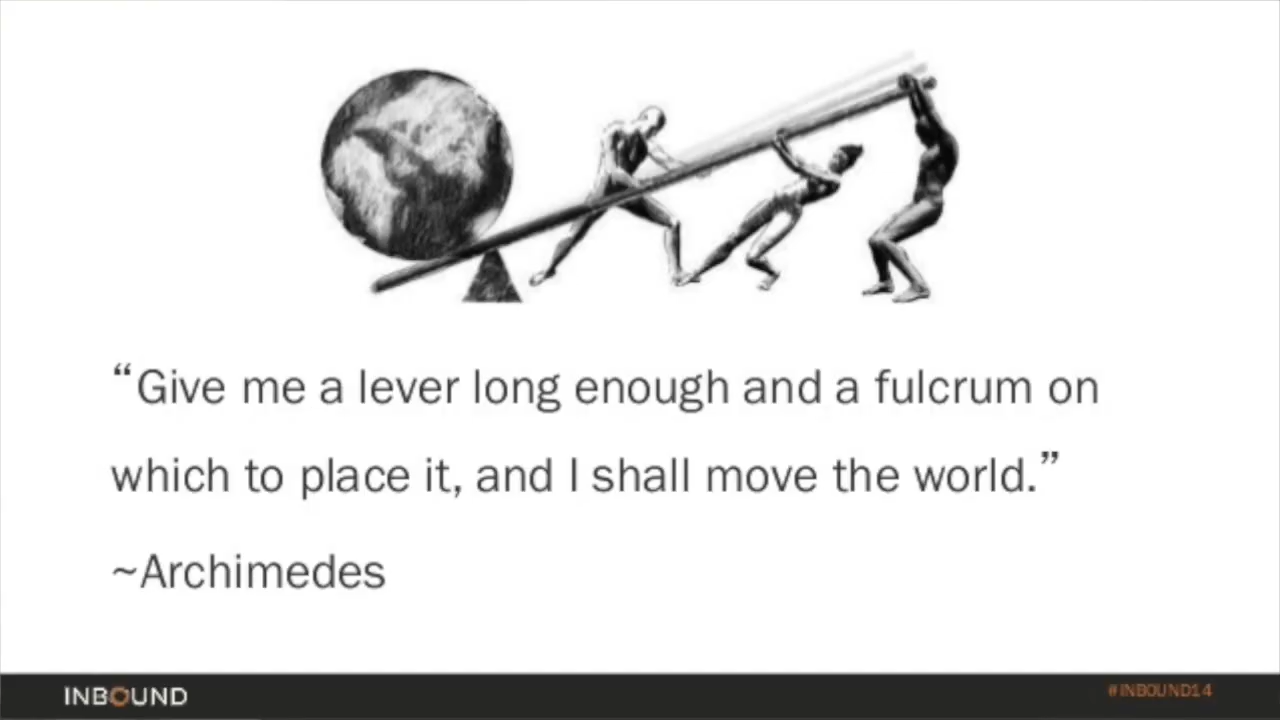 “Give me a lever long enough and a fulcrum on
which to place it, and I shall move the world.”
~Archimedes
INBOUND
#INBOUND14